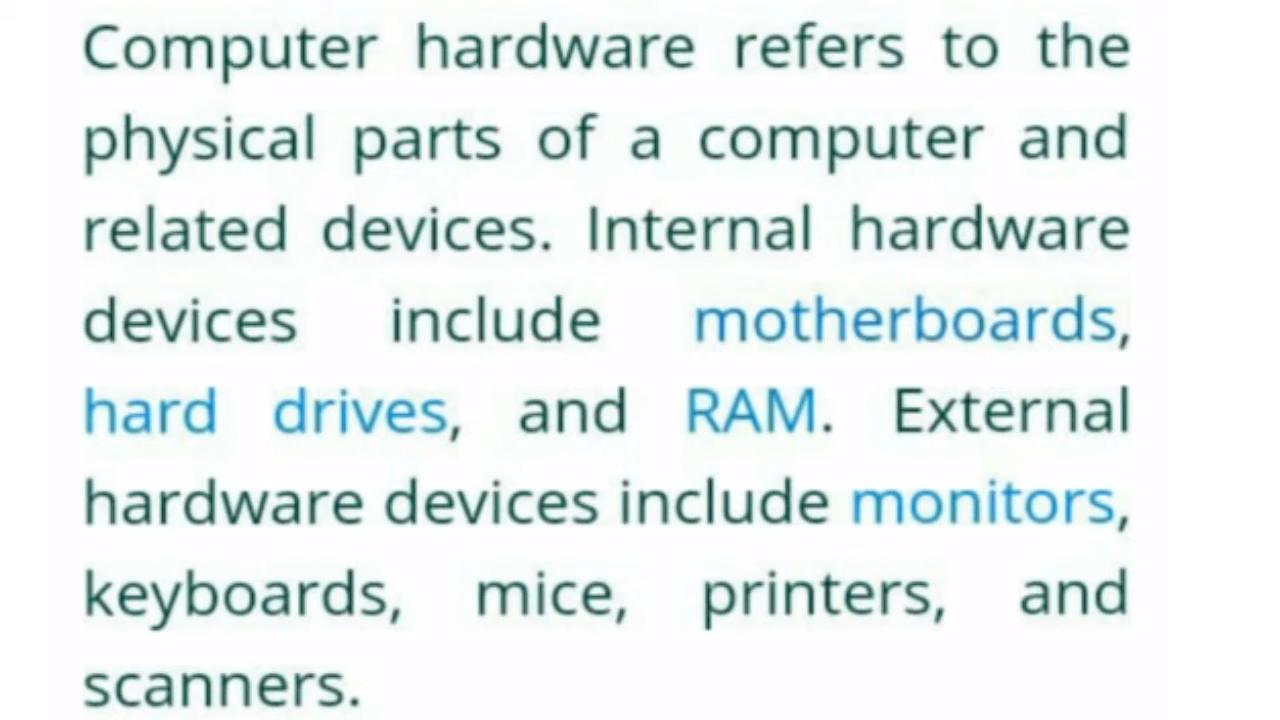 Computer hardware refers to the
physical parts of a computer and
related devices. Internal hardware
devices include motherboards,
hard drives, and RAM. External
hardware devices include monitors,
keyboards, mice, printers, and
scanners.